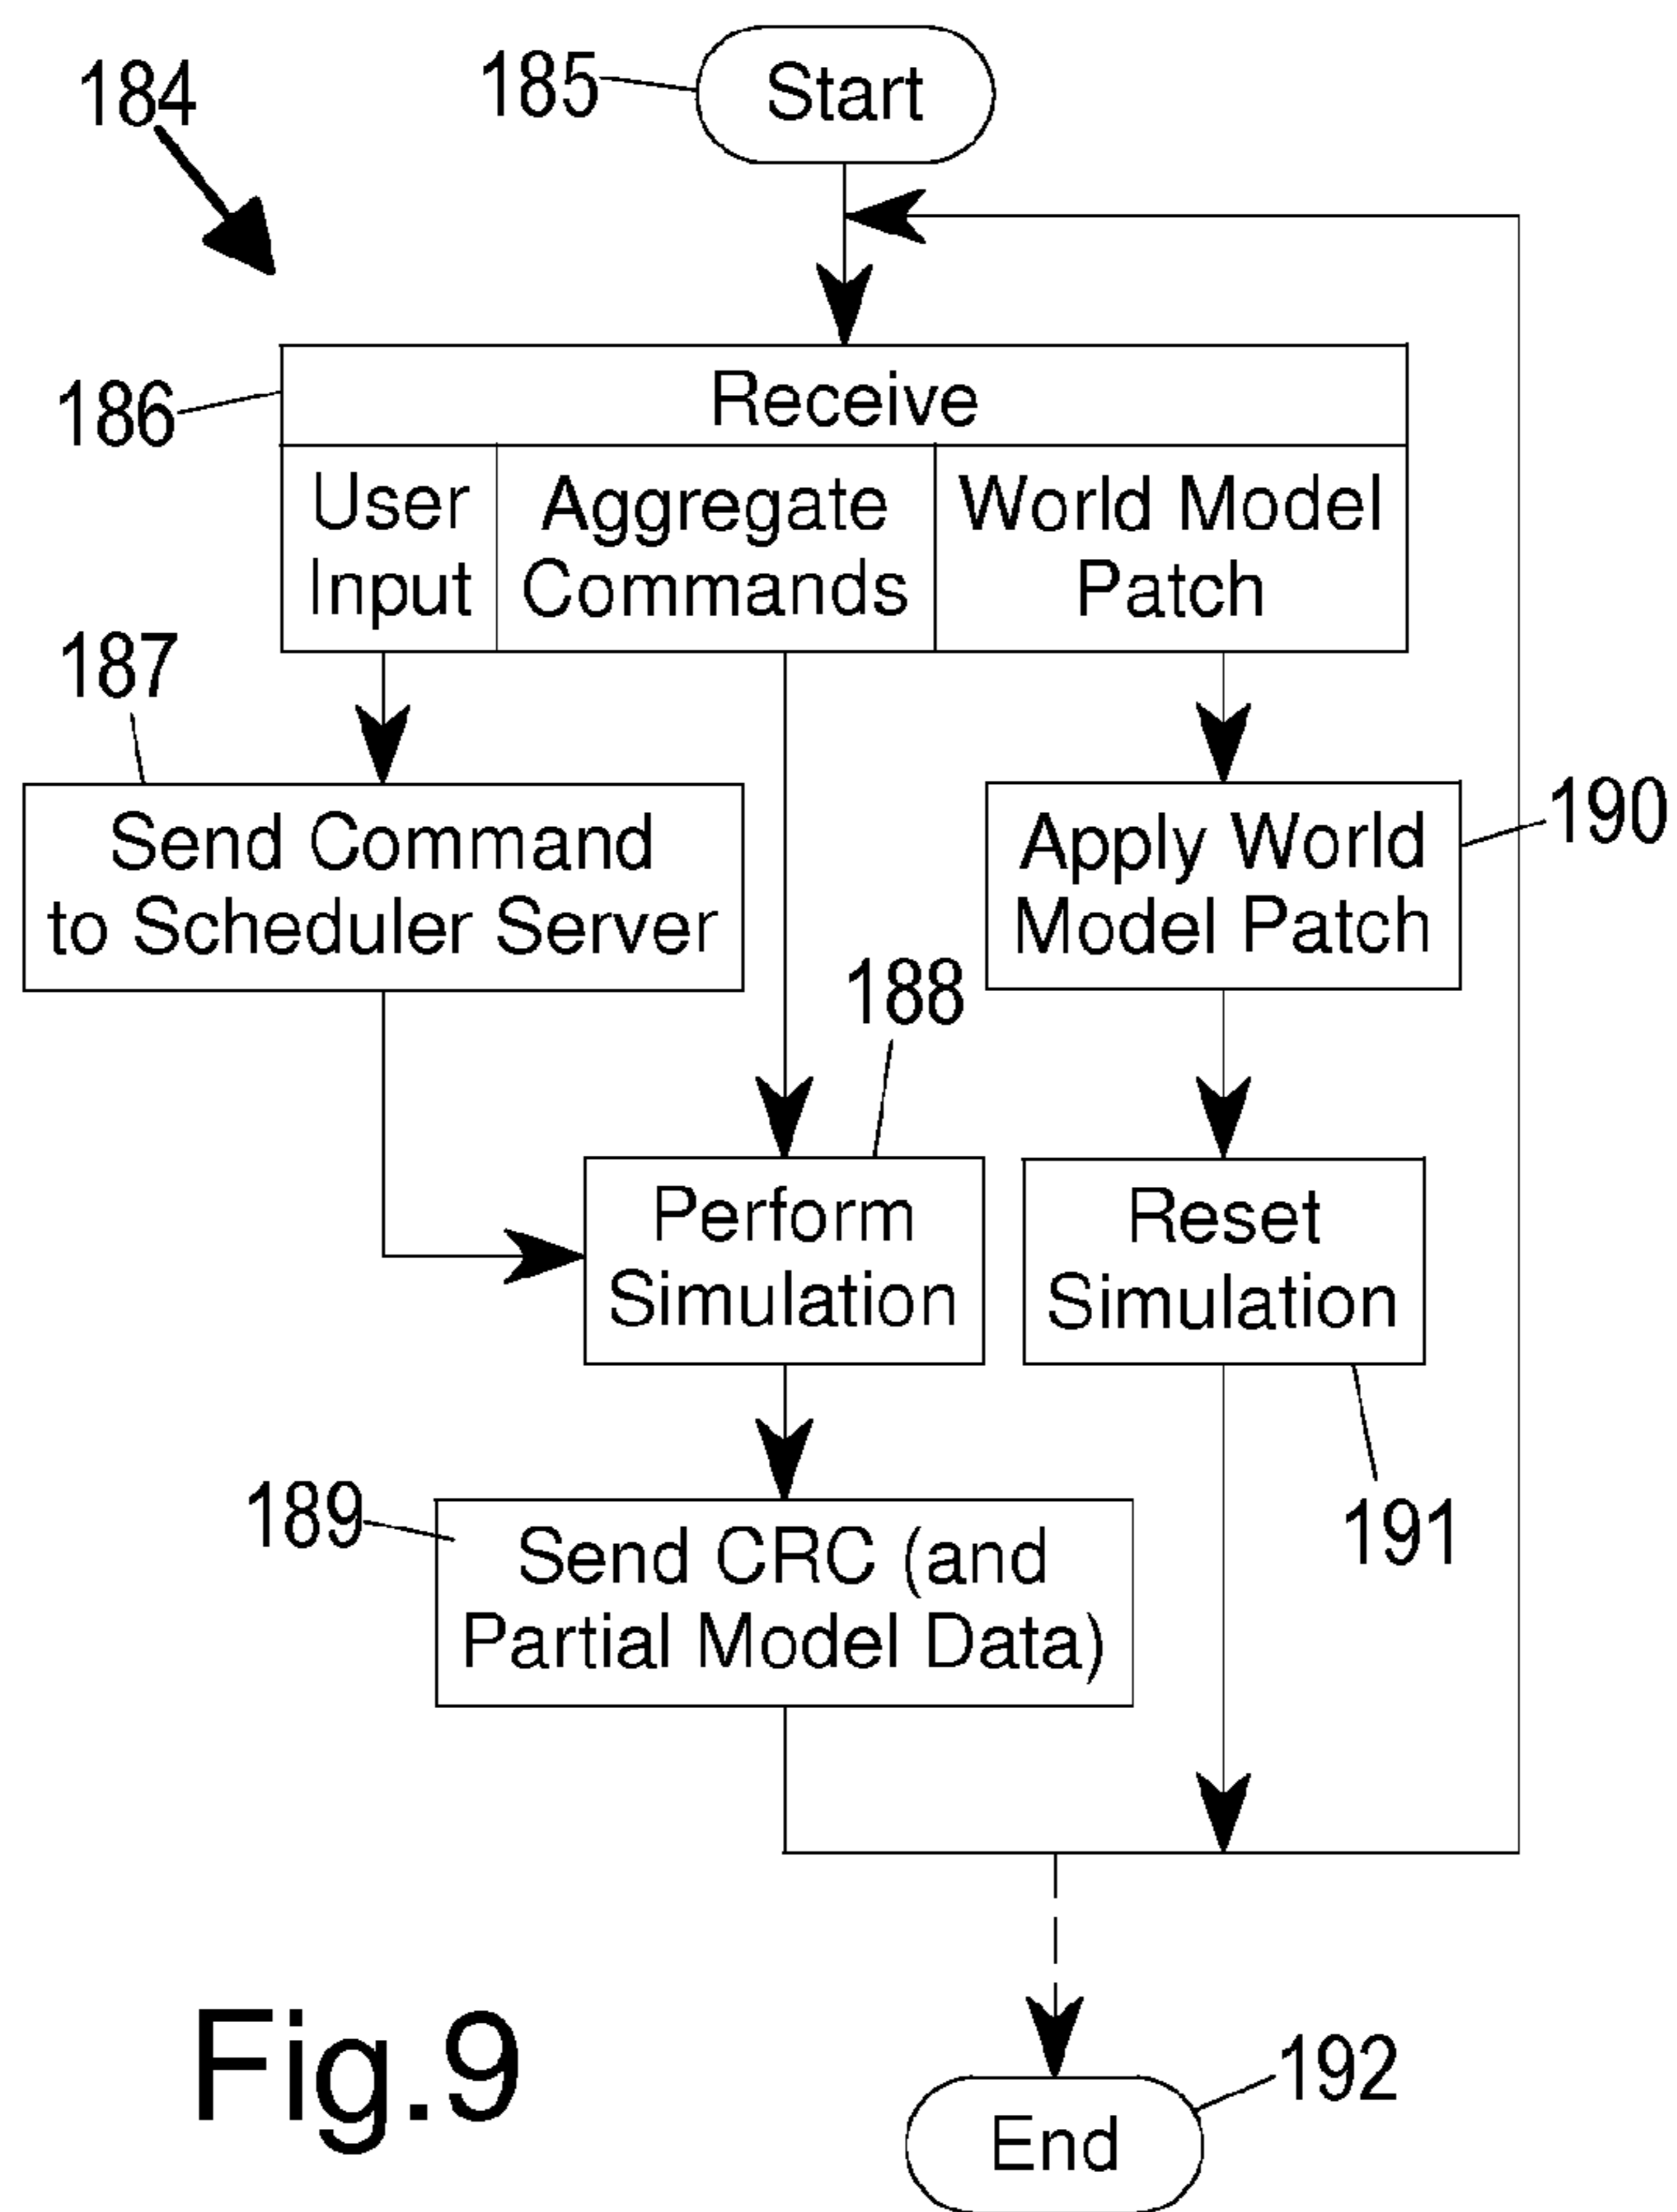 184
185
Start
186
Receive
User
Input
Aggregate
Commands
World Model
Patch
187
Send Command
to Scheduler Server
190
Apply World
Model Patch
188
Perform
Simulation
Reset
Simulation
191
189
Send CRC (and
Partial Model Data)
192
End
Fig.9